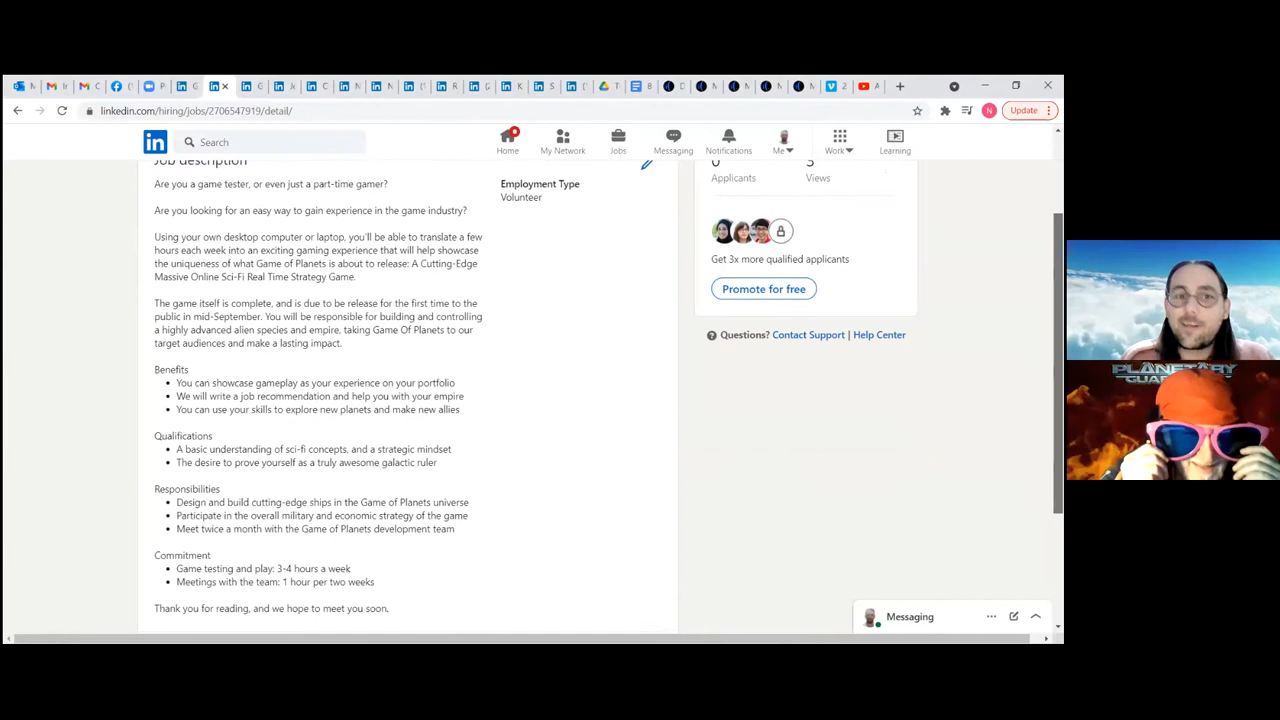 linkedin.com/hiring/jobs/2706547919/detail/
Update
in
Search
Home
My Network
Jobs
Messaging
Notifications
Me
Work
Learning
Job description
Are you a game tester, or even just a part-time gamer?
Are you looking for an easy way to gain experience in the game industry?
Using your own desktop computer or laptop, you'll be able to translate a few
hours each week into an exciting gaming experience that will help showcase
the uniqueness of what Game of Planets is about to release: A Cutting-Edge
Massive Online Sci-Fi Real Time Strategy Game.
The game itself is complete, and is due to be release for the first time to the
public in mid-September. You will be responsible for building and controlling
a highly advanced alien species and empire, taking Game Of Planets to our
target audiences and make a lasting impact.
Benefits
• You can showcase gameplay as your experience on your portfolio
• We will write a job recommendation and help you with your empire
• You can use your skills to explore new planets and make new allies
Qualifications
• A basic understanding of sci-fi concepts, and a strategic mindset
• The desire to prove yourself as a truly awesome galactic ruler
Responsibilities
• Design and build cutting-edge ships in the Game of Planets universe
• Participate in the overall military and economic strategy of the game
• Meet twice a month with the Game of Planets development team
Commitment
• Game testing and play: 3-4 hours a week
• Meetings with the team: 1 hour per two weeks
Thank you for reading, and we hope to meet you soon.
Employment Type
Volunteer
Applicants
Views
Get 3x more qualified applicants
Promote for free
Questions? Contact Support | Help Center
Messaging
PLANETARY